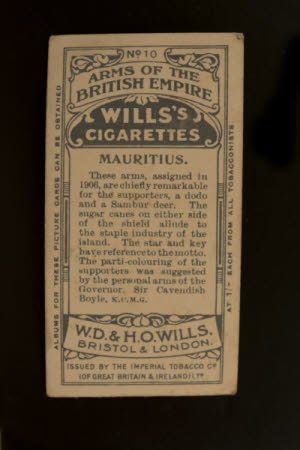 No 10
ARMS OF THE
BRITISH EMPIRE
WILLS'S
CIGARETTES
MAURITIUS.
These arms, assigned in
1906, are chiefly remarkable
for the supporters, a dodo
and a Sambur deer. The
sugar canes on either side
of the shield allude to
the staple industry of the
island. The star and key
have reference to the motto.
The parti-colouring of the
supporters was suggested
by the personal arms of the
Governor, Sir Cavendish
Boyle, K.C.M.G.
W.D. & H.O. WILLS,
BRISTOL & LONDON.
ISSUED BY THE IMPERIAL TOBACCO Co
(OF GREAT BRITAIN & IRELAND) LTD
ALBUMS FOR THESE PICTURE CARDS CAN BE OBTAINED
AT 1/- EACH FROM ALL TOBACCONISTS